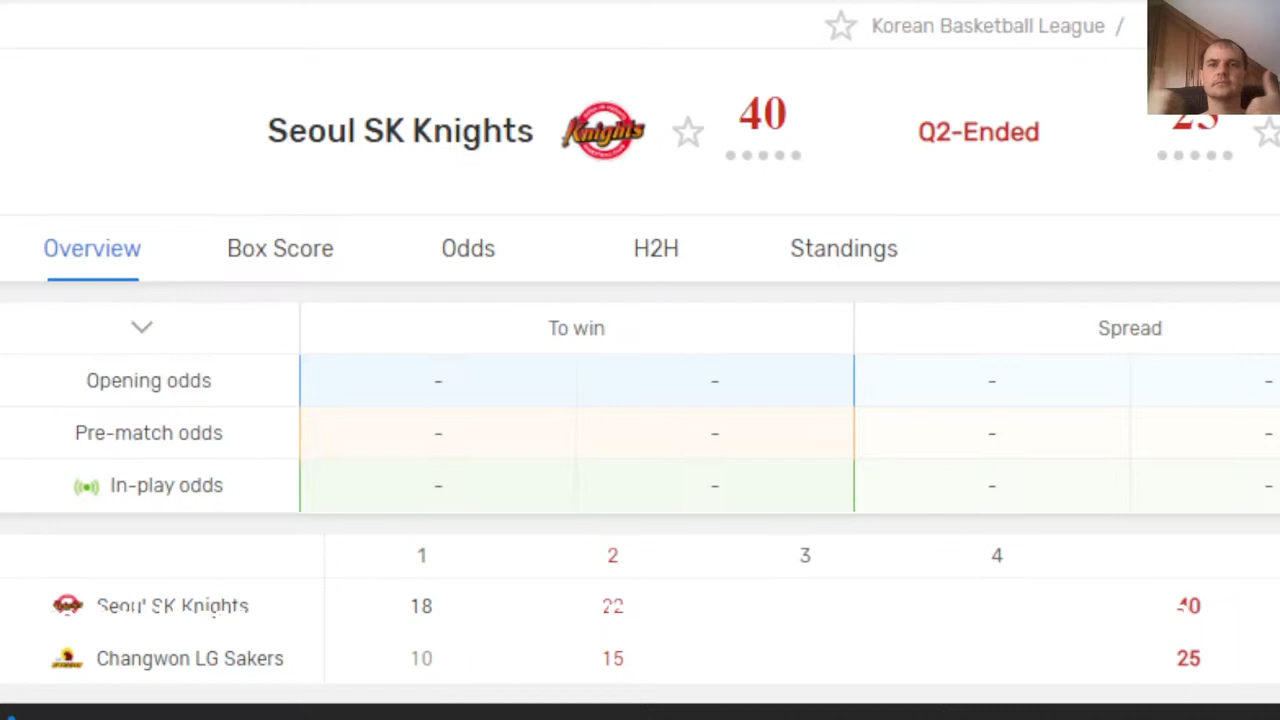 Korean Basketball League /
Seoul SK Knights Knights 40 Q2-Ended 25
Overview Box Score Odds H2H Standings
To win Spread
Opening odds - - - -
Pre-match odds - - - -
In-play odds - - - -
1 2 3 4
Seoul SK Knights 18 22 40
Changwon LG Sakers 10 15 25